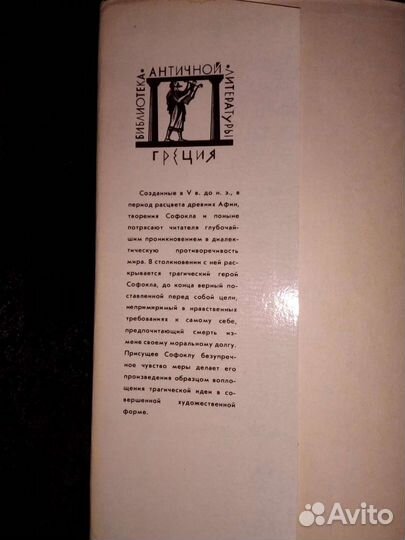 БИБЛИОТЕКА • АНТИЧНОЙ • ЛИТЕРАТУРЫ
ГРЕЦИЯ
Созданные в V в. до н. э., в
период расцвета древних Афин,
творения Софокла и поныне
потрясают читателя глубочай-
шим проникновением в диалек-
тическую противоречивость
мира. В столкновении с ней рас-
крывается трагический герой
Софокла, до конца верный по-
ставленной перед собой цели,
непримиримый в нравственных
требованиях к самому себе,
предпочитающий смерть из-
мене своему моральному долгу.
Присущее Софоклу безупреч-
ное чувство меры делает его
произведения образцом вопло-
щения трагической идеи в со-
вершенной художественной
форме.
Avito